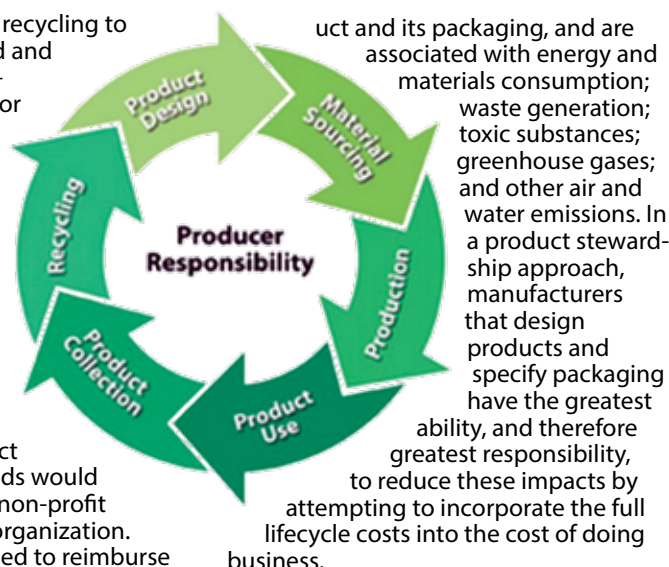 recycling to
d and
-
or
ct
ds would
non-profit
organization.
ed to reimburse
Product
Design
Material
Sourcing
Production
Product
Use
Product
Collection
Recycling
Producer
Responsibility
uct and its packaging, and are
associated with energy and
materials consumption;
waste generation;
toxic substances;
greenhouse gases;
and other air and
water emissions. In
a product steward-
ship approach,
manufacturers
that design
products and
specify packaging
have the greatest
ability, and therefore
greatest responsibility,
to reduce these impacts by
attempting to incorporate the full
lifecycle costs into the cost of doing
business.